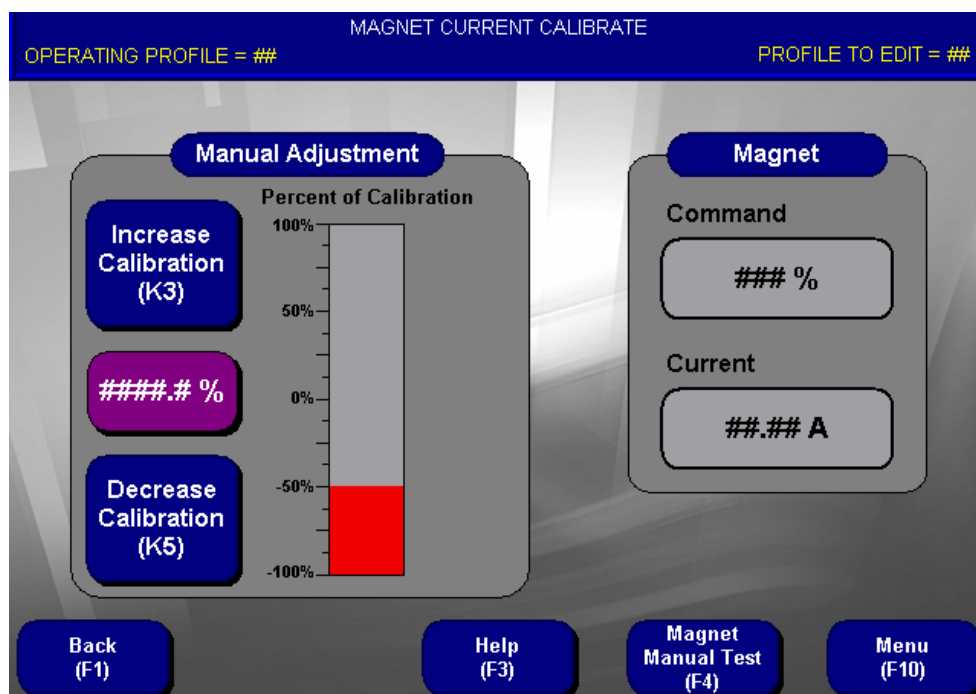 MAGNET CURRENT CALIBRATE
OPERATING PROFILE = ##
PROFILE TO EDIT = ##
Manual Adjustment
Percent of Calibration
Increase
Calibration
(K3)
####.# %
Decrease
Calibration
(K5)
100%
50%
0%
-50%
-100%
Magnet
Command
### %
Current
##.## A
Back
(F1)
Help
(F3)
Magnet
Manual Test
(F4)
Menu
(F10)